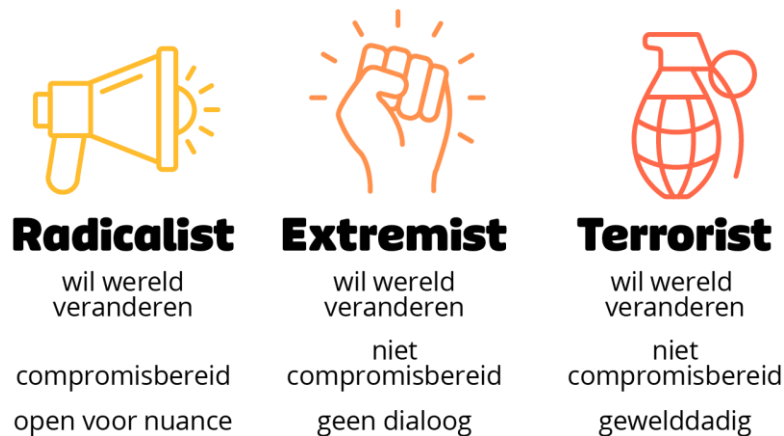 Radicalist
wil wereld
veranderen
compromisbereid
open voor nuance
Extremist
wil wereld
veranderen
niet
compromisbereid
geen dialoog
Terrorist
wil wereld
veranderen
niet
compromisbereid
gewelddadig